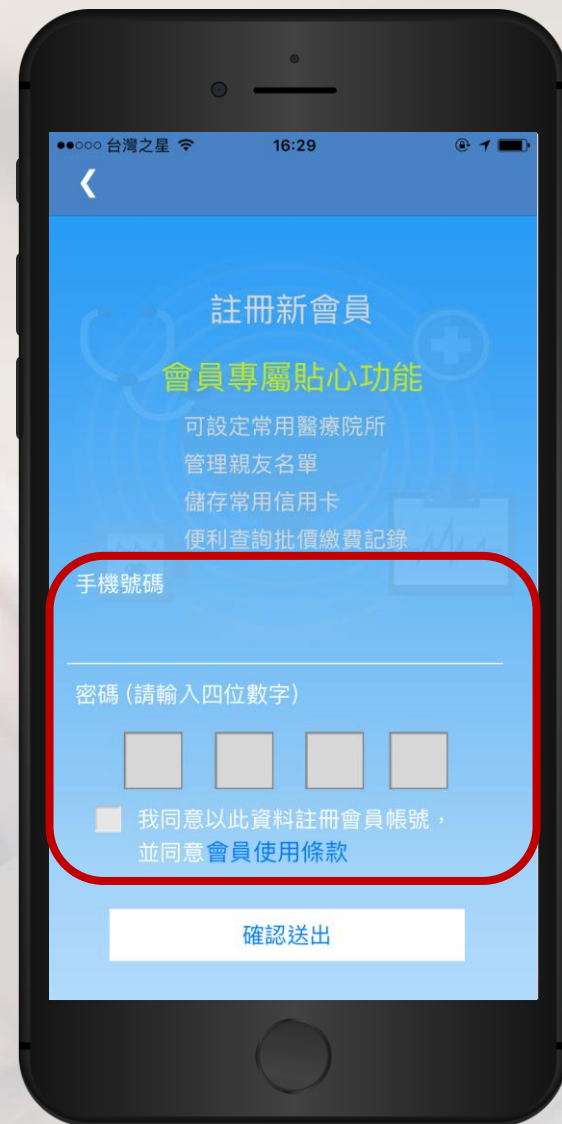 台灣之星 16:29
註冊新會員
會員專屬貼心功能
可設定常用醫療院所
管理親友名單
儲存常用信用卡
便利查詢批價繳費記錄
手機號碼
密碼 (請輸入四位數字)
我同意以此資料註冊會員帳號，
並同意會員使用條款
確認送出